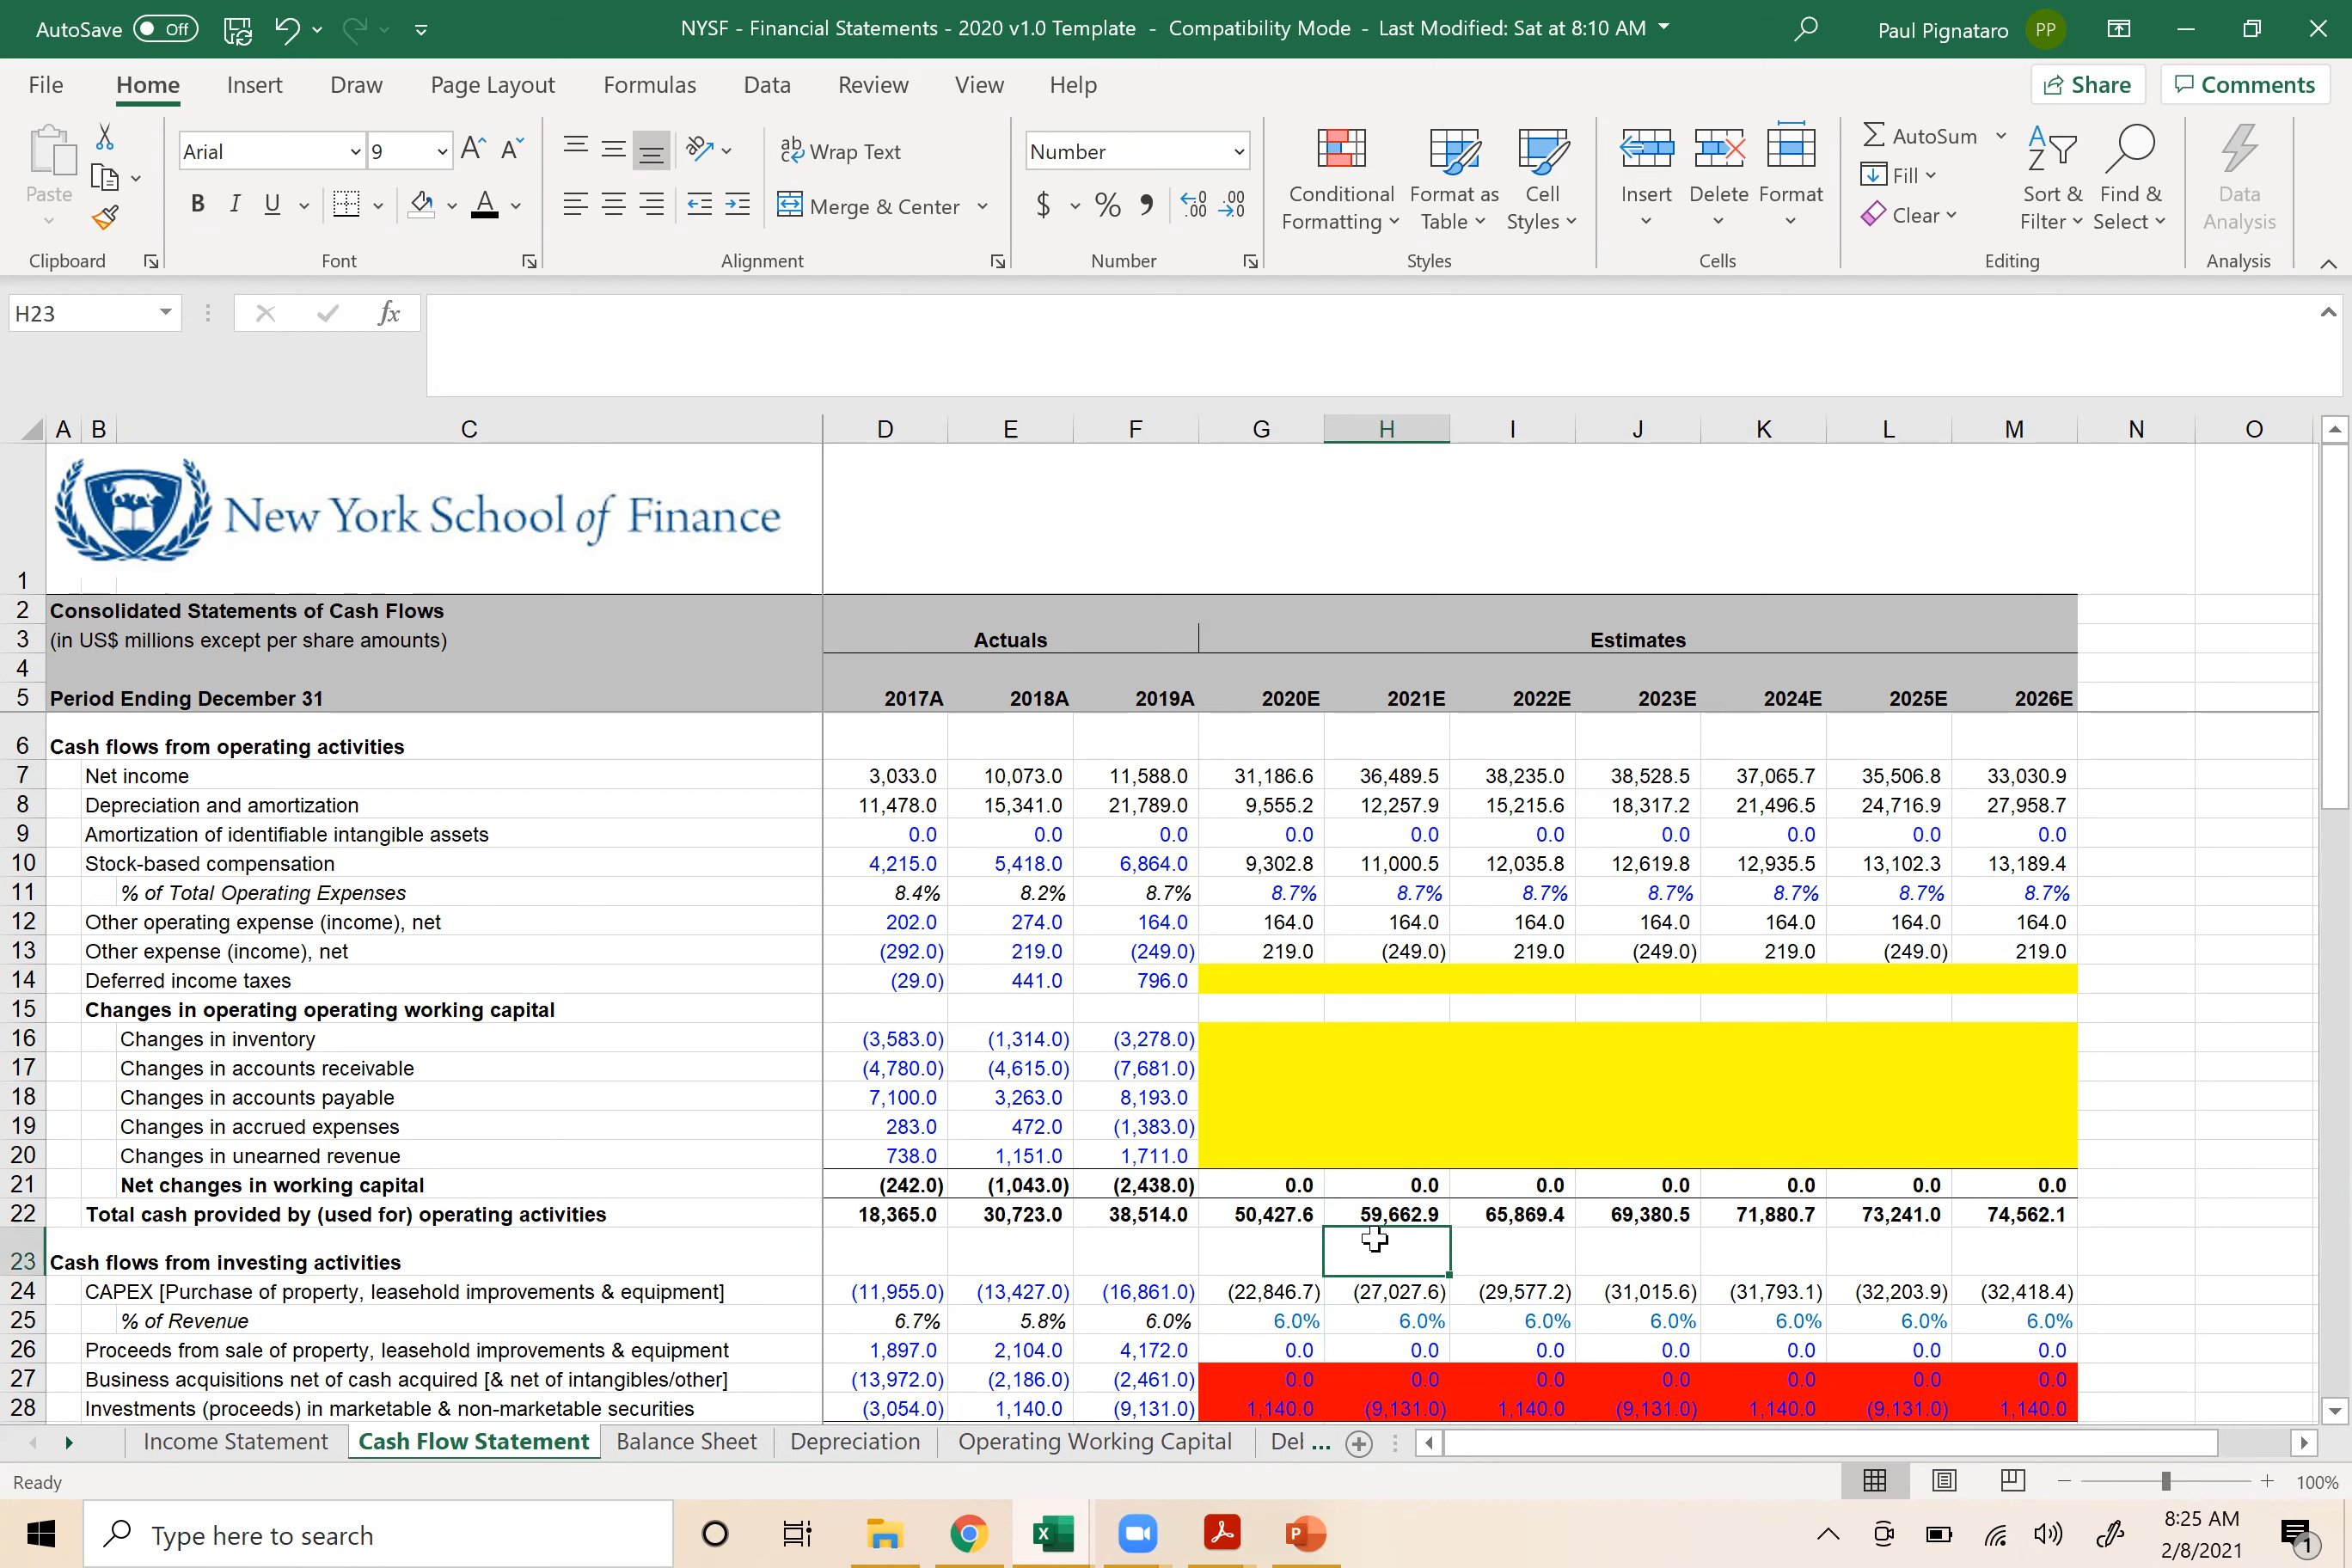 AutoSave Off NYSF - Financial Statements - 2020 v1.0 Template - Compatibility Mode - Last Modified: Sat at 8:10 AM Paul Pignataro PP
File Home Insert Draw Page Layout Formulas Data Review View Help Share Comments
Paste Arial 9 Wrap Text Number AutoSum
B I U A Merge & Center $ % Conditional Formatting Format as Table Cell Styles Insert Delete Format Fill Clear Sort & Filter Find & Select Data Analysis
Clipboard Font Alignment Number Styles Cells Editing Analysis
H23 fx
A B C D E F G H I J K L M N O
New York School of Finance
1
2 Consolidated Statements of Cash Flows
3 (in US$ millions except per share amounts) Actuals Estimates
4
5 Period Ending December 31 2017A 2018A 2019A 2020E 2021E 2022E 2023E 2024E 2025E 2026E
6 Cash flows from operating activities
7 Net income 3,033.0 10,073.0 11,588.0 31,186.6 36,489.5 38,235.0 38,528.5 37,065.7 35,506.8 33,030.9
8 Depreciation and amortization 11,478.0 15,341.0 21,789.0 9,555.2 12,257.9 15,215.6 18,317.2 21,496.5 24,716.9 27,958.7
9 Amortization of identifiable intangible assets 0.0 0.0 0.0 0.0 0.0 0.0 0.0 0.0 0.0 0.0
10 Stock-based compensation 4,215.0 5,418.0 6,864.0 9,302.8 11,000.5 12,035.8 12,619.8 12,935.5 13,102.3 13,189.4
11 % of Total Operating Expenses 8.4% 8.2% 8.7% 8.7% 8.7% 8.7% 8.7% 8.7% 8.7% 8.7%
12 Other operating expense (income), net 202.0 274.0 164.0 164.0 164.0 164.0 164.0 164.0 164.0 164.0
13 Other expense (income), net (292.0) 219.0 (249.0) 219.0 (249.0) 219.0 (249.0) 219.0 (249.0) 219.0
14 Deferred income taxes (29.0) 441.0 796.0
15 Changes in operating operating working capital
16 Changes in inventory (3,583.0) (1,314.0) (3,278.0)
17 Changes in accounts receivable (4,780.0) (4,615.0) (7,681.0)
18 Changes in accounts payable 7,100.0 3,263.0 8,193.0
19 Changes in accrued expenses 283.0 472.0 (1,383.0)
20 Changes in unearned revenue 738.0 1,151.0 1,711.0
21 Net changes in working capital (242.0) (1,043.0) (2,438.0) 0.0 0.0 0.0 0.0 0.0 0.0 0.0
22 Total cash provided by (used for) operating activities 18,365.0 30,723.0 38,514.0 50,427.6 59,662.9 65,869.4 69,380.5 71,880.7 73,241.0 74,562.1
23 Cash flows from investing activities
24 CAPEX [Purchase of property, leasehold improvements & equipment] (11,955.0) (13,427.0) (16,861.0) (22,846.7) (27,027.6) (29,577.2) (31,015.6) (31,793.1) (32,203.9) (32,418.4)
25 % of Revenue 6.7% 5.8% 6.0% 6.0% 6.0% 6.0% 6.0% 6.0% 6.0% 6.0%
26 Proceeds from sale of property, leasehold improvements & equipment 1,897.0 2,104.0 4,172.0 0.0 0.0 0.0 0.0 0.0 0.0 0.0
27 Business acquisitions net of cash acquired [& net of intangibles/other] (13,972.0) (2,186.0) (2,461.0) 0.0 0.0 0.0 0.0 0.0 0.0 0.0
28 Investments (proceeds) in marketable & non-marketable securities (3,054.0) 1,140.0 (9,131.0) 1,140.0 (9,131.0) 1,140.0 (9,131.0) 1,140.0 (9,131.0) 1,140.0
Income Statement Cash Flow Statement Balance Sheet Depreciation Operating Working Capital Del ...
Ready 100%
Type here to search 8:25 AM
2/8/2021 1